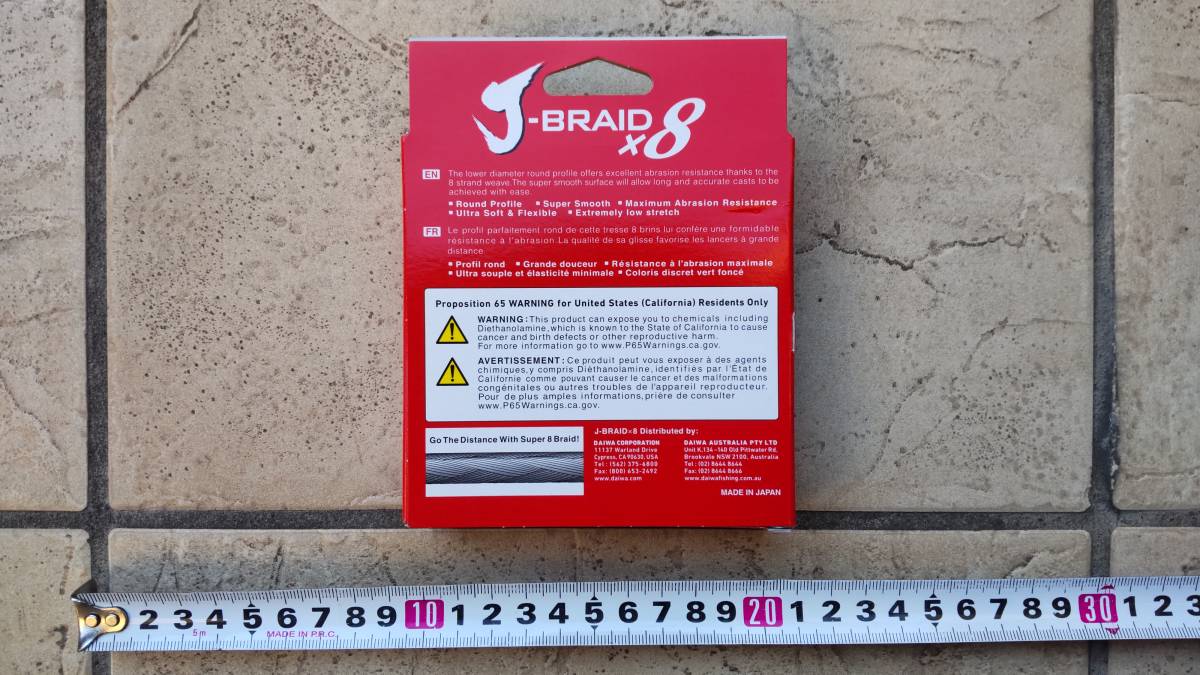 J-BRAID x8
EN The lower diameter round profile offers excellent abrasion resistance thanks to the
8 strand weave.The super smooth surface will allow long and accurate casts to be
achieved with ease.
▪ Round Profile ▪ Super Smooth ▪ Maximum Abrasion Resistance
▪ Ultra Soft & Flexible ▪ Extremely low stretch
FR Le profil parfaitement rond de cette tresse 8 brins lui confère une formidable
résistance à l'abrasion. La qualité de sa glisse favorise les lancers à grande
distance.
▪ Profil rond ▪ Grande douceur ▪ Résistance à l'abrasion maximale
▪ Ultra souple et élasticité minimale ▪ Coloris discret vert foncé
Proposition 65 WARNING for United States (California) Residents Only
WARNING: This product can expose you to chemicals including
Diethanolamine, which is known to the State of California to cause
cancer and birth defects or other reproductive harm.
For more information go to www.P65Warnings.ca.gov.
AVERTISSEMENT: Ce produit peut vous exposer à des agents
chimiques, y compris Diéthanolamine, identifiés par l'État de
Californie comme pouvant causer le cancer et des malformations
congénitales ou autres troubles de l'appareil reproducteur.
Pour de plus amples informations, prière de consulter
www.P65Warnings.ca.gov.
Go The Distance With Super 8 Braid!
J-BRAID×8 Distributed by:
DAIWA CORPORATION
11137 Warland Drive
Cypress, CA 90630, USA
Tel: (562) 375-6800
Fax: (800) 653-2492
www.daiwa.com
DAIWA AUSTRALIA PTY LTD
Unit K, 134-140 Old Pittwater Rd,
Brookvale NSW 2100, Australia
Tel: (02) 8644 8644
Fax: (02) 8644 8666
www.daiwafishing.com.au
MADE IN JAPAN
2 3 4 5 6 7 8 9 10 1 2 3 4 5 6 7 8 9 20 1 2 3 4 5 6 7 8 9 30 1 2 3
5m MADE IN P.R.C.